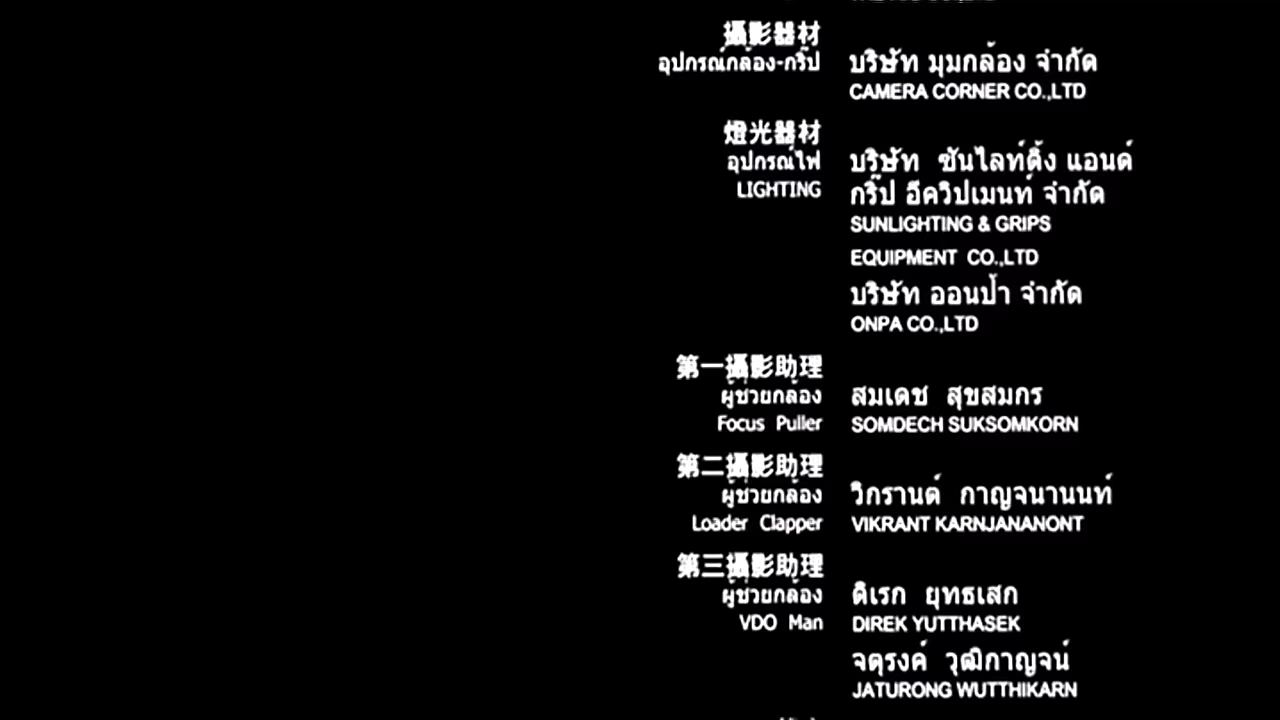 攝影器材
อุปกรณ์กล้อง-กริ๊ป
บริษัท มุมกล้อง จำกัด
CAMERA CORNER CO.,LTD
燈光器材
อุปกรณ์ไฟ
LIGHTING
บริษัท ซันไลท์ติ้ง แอนด์
กริ๊ป อีควิปเมนท์ จำกัด
SUNLIGHTING & GRIPS
EQUIPMENT CO.,LTD
บริษัท ออนป้า จำกัด
ONPA CO.,LTD
第一攝影助理
ผู้ช่วยกล้อง
Focus Puller
สมเดช สุขสมกร
SOMDECH SUKSOMKORN
第二攝影助理
ผู้ช่วยกล้อง
Loader Clapper
วิกรานต์ กาญจนานนท์
VIKRANT KARNJANANONT
第三攝影助理
ผู้ช่วยกล้อง
VDO Man
ดิเรก ยุทธเสก
DIREK YUTTHASEK
จตุรงค์ วุฒิกาญจน์
JATURONG WUTTHIKARN